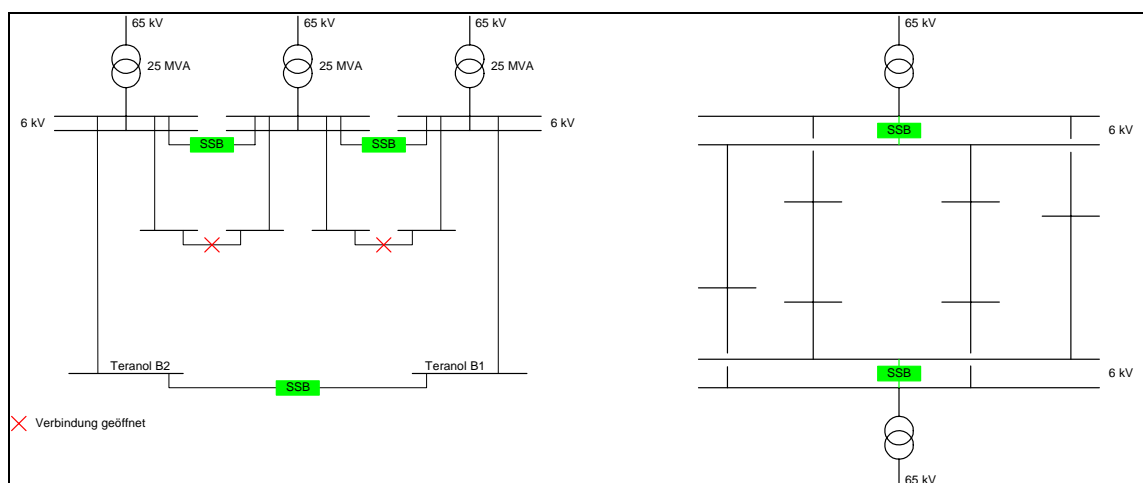 65 kV
65 kV
65 kV
65 kV
25 MVA
25 MVA
25 MVA
6 kV
6 kV
6 kV
SSB
SSB
SSB
Teranol B2
Teranol B1
SSB
SSB
6 kV
Verbindung geöffnet
65 kV